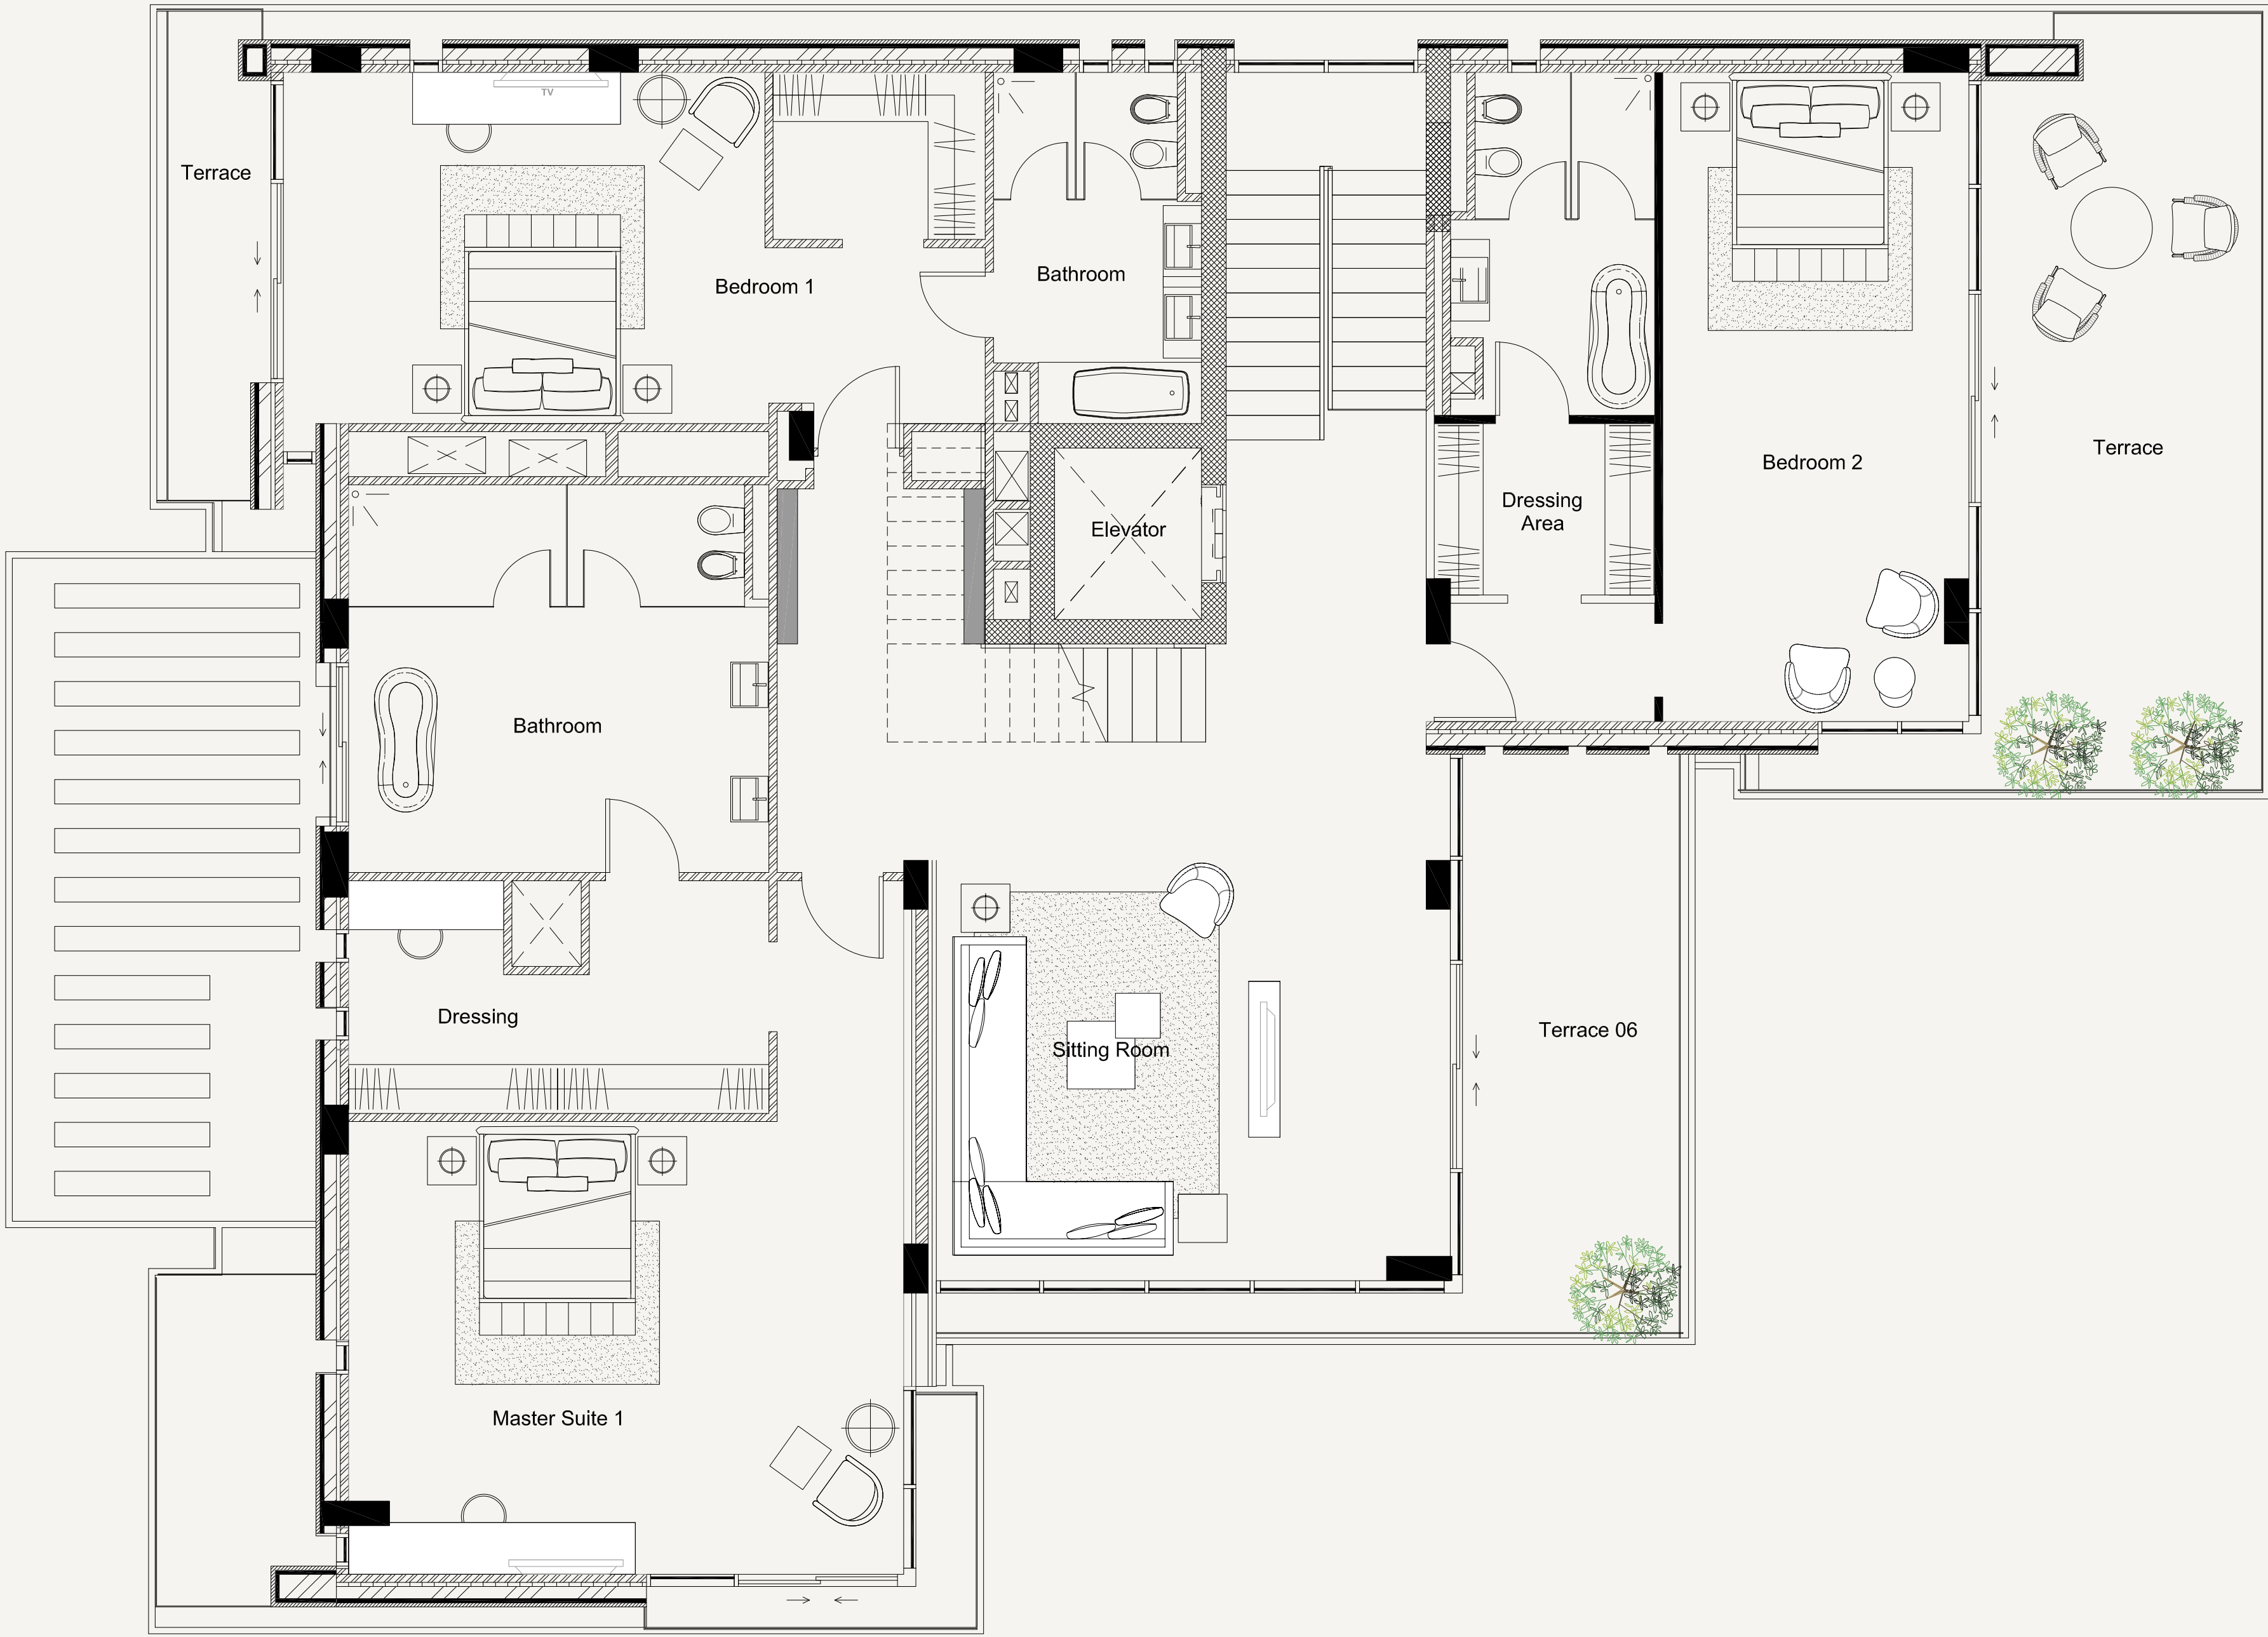 TV
Terrace
Bedroom 1
Bathroom
Bedroom 2
Terrace
Dressing
Area
Elevator
Bathroom
Dressing
Sitting Room
Terrace 06
Master Suite 1